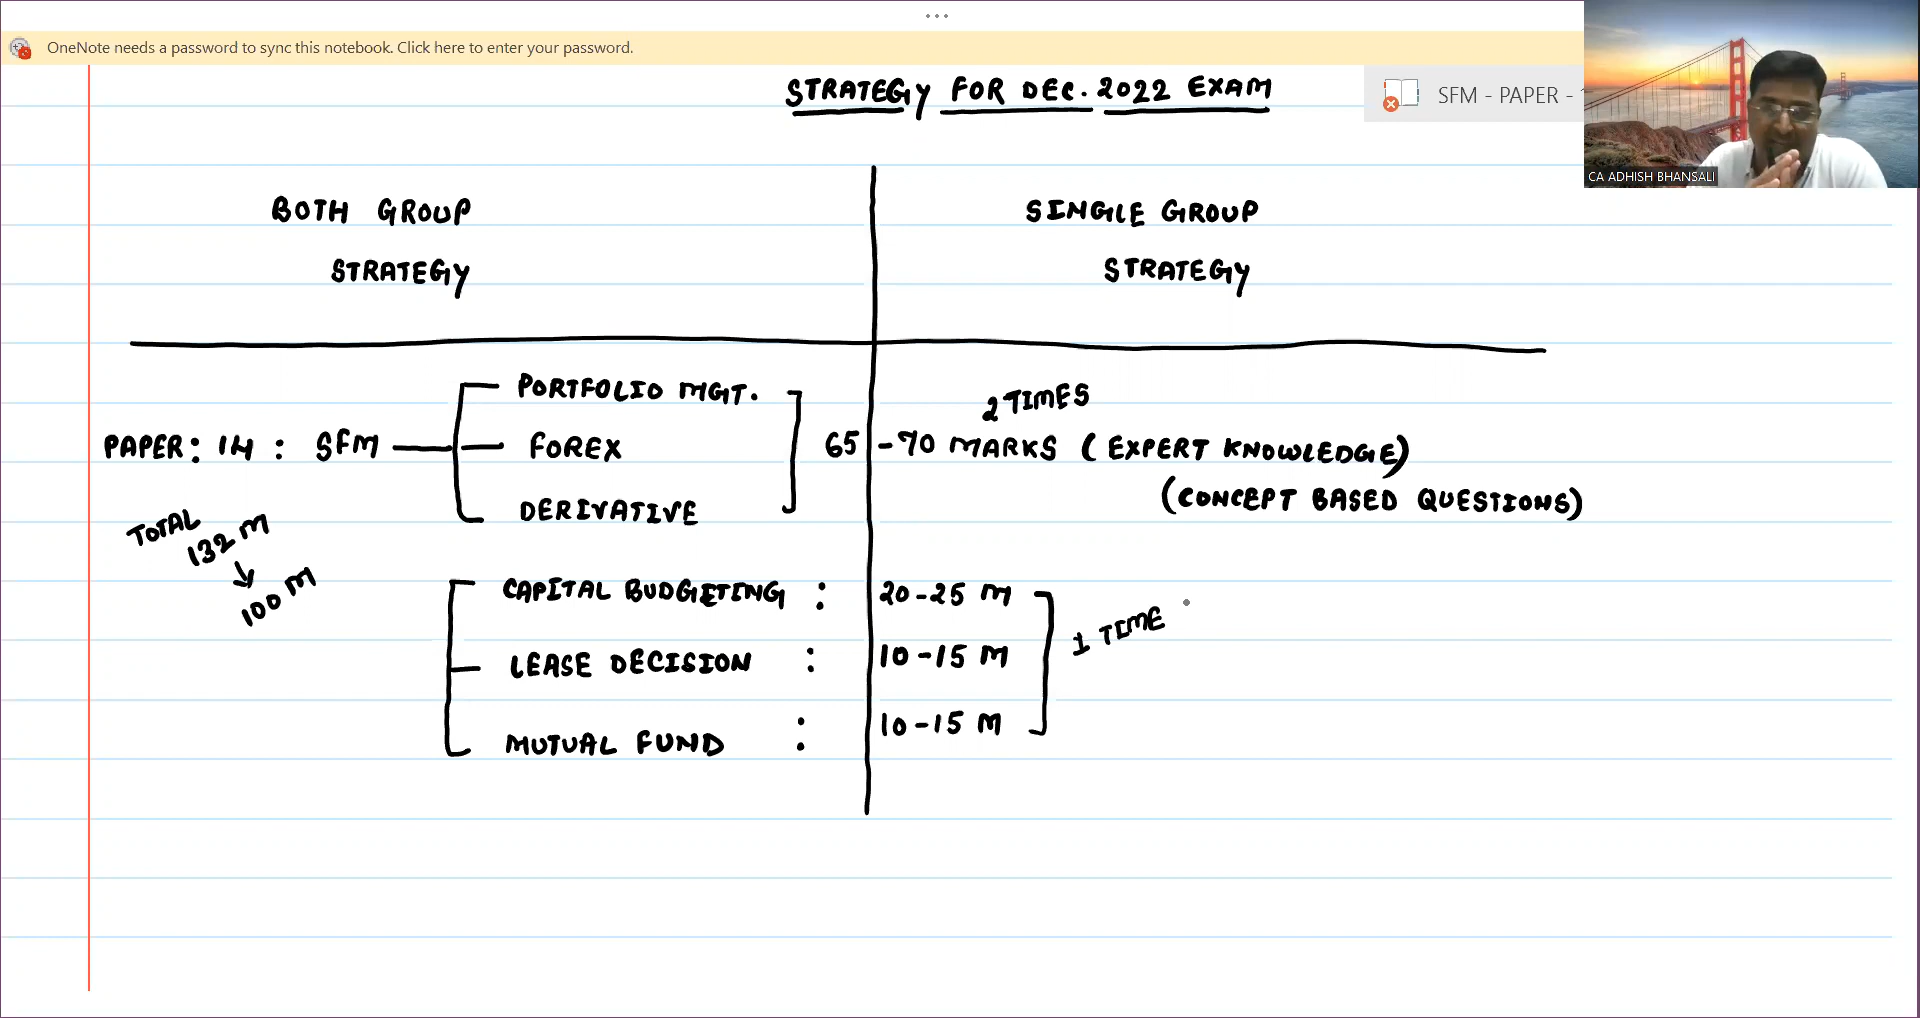 OneNote needs a password to sync this notebook. Click here to enter your password.
STRATEGY FOR DEC. 2022 EXAM
SFM - PAPER -
CA ADHISH BHANSALI
BOTH GROUP
STRATEGY
SINGLE GROUP
STRATEGY
PAPER: 14 : SFM
PORTFOLIO MGT.
FOREX
DERIVATIVE
2 TIMES
65 -70 MARKS (EXPERT KNOWLEDGE)
(CONCEPT BASED QUESTIONS)
TOTAL
132 M
100 M
CAPITAL BUDGETING : 20-25 M
LEASE DECISION : 10-15 M
MUTUAL FUND : 10-15 M
1 TIME